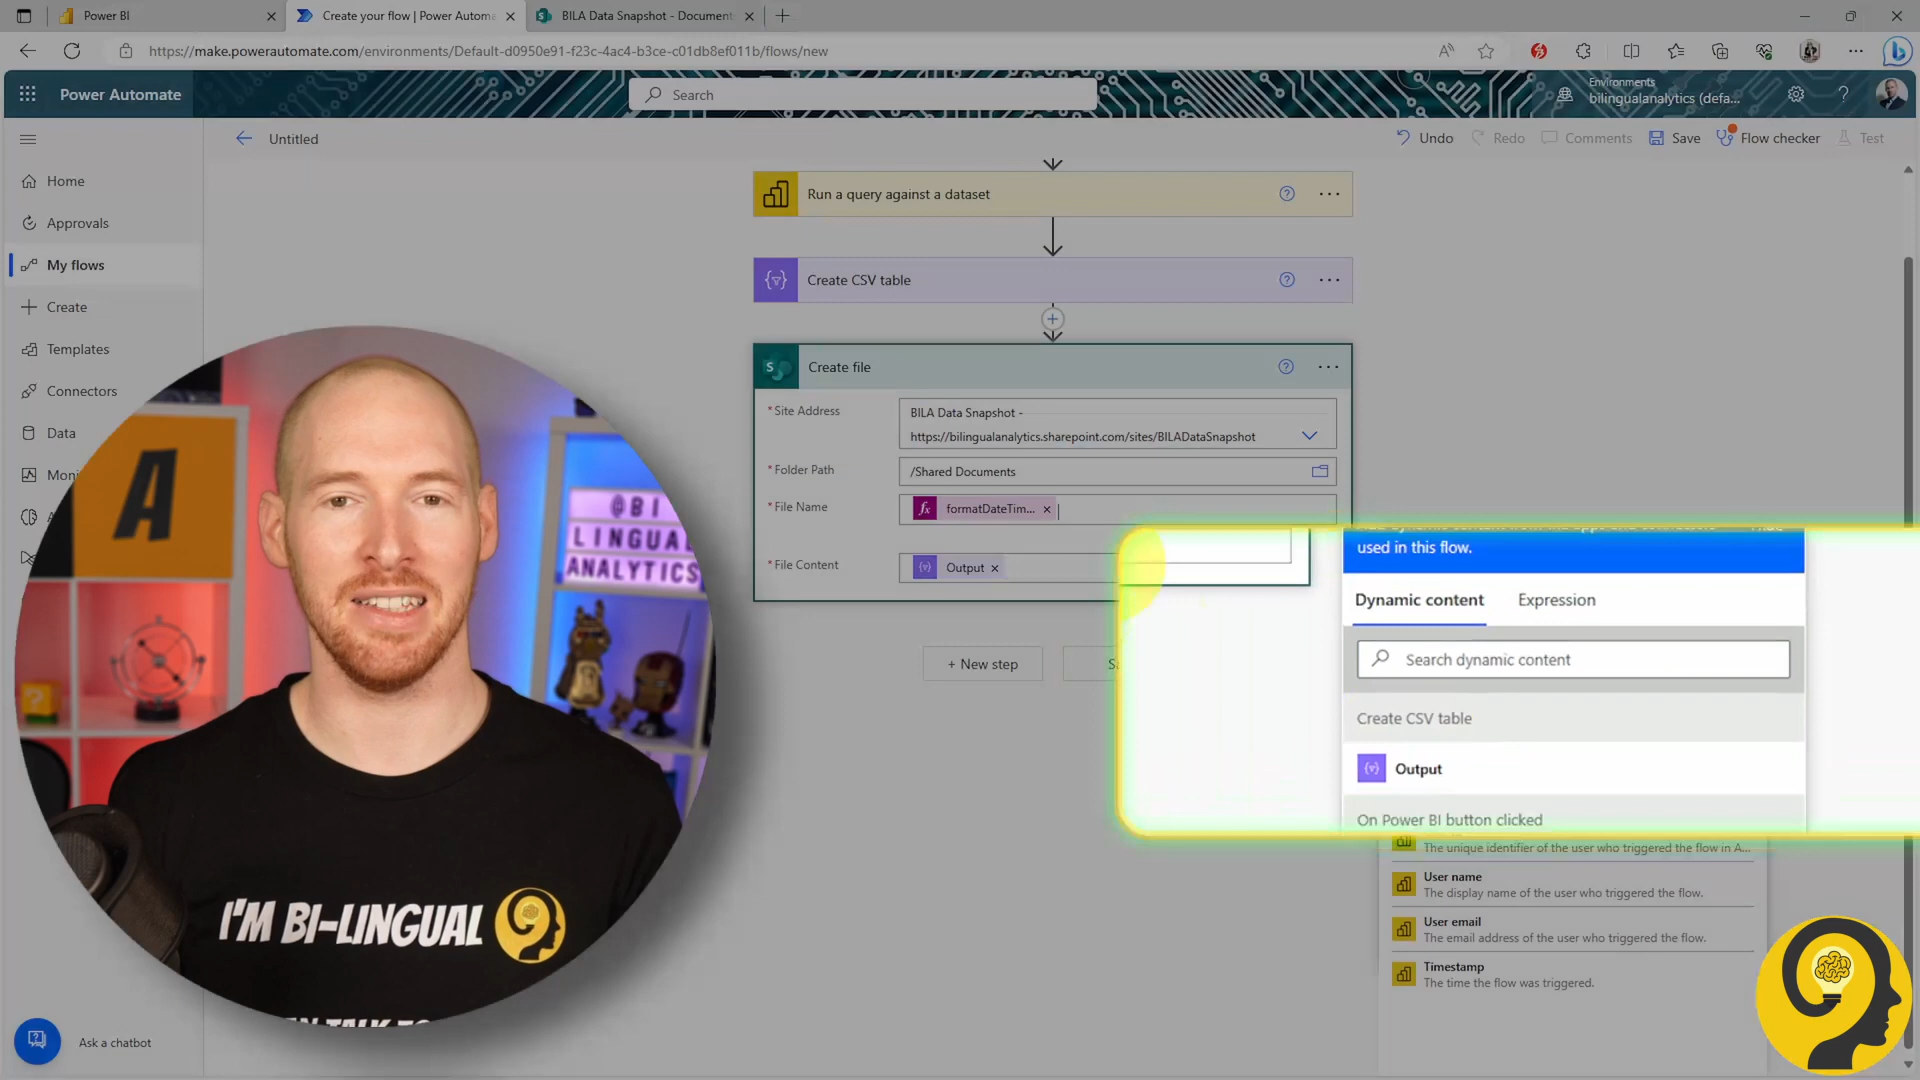 Power BI
Create your flow | Power Automa
BILA Data Snapshot - Document
https://make.powerautomate.com/environments/Default-d0950e91-f23c-4ac4-b3ce-c01db8ef011b/flows/new
Power Automate
Search
Environments
bilingualanalytics (defa...
Untitled
Undo
Redo
Comments
Save
Flow checker
Test
Home
Approvals
My flows
Create
Templates
Connectors
Data
Moni
Run a query against a dataset
Create CSV table
Create file
* Site Address
BILA Data Snapshot -
https://bilingualanalytics.sharepoint.com/sites/BILADataSnapshot
* Folder Path
/Shared Documents
* File Name
fx formatDateTim...
* File Content
Output
+ New step
Sa
used in this flow.
Dynamic content
Expression
Search dynamic content
Create CSV table
Output
On Power BI button clicked
The unique identifier of the user who triggered the flow in A...
User name
The display name of the user who triggered the flow.
User email
The email address of the user who triggered the flow.
Timestamp
The time the flow was triggered.
A
@BI
LINGUAL
ANALYTICS
I'M BI-LINGUAL
Ask a chatbot